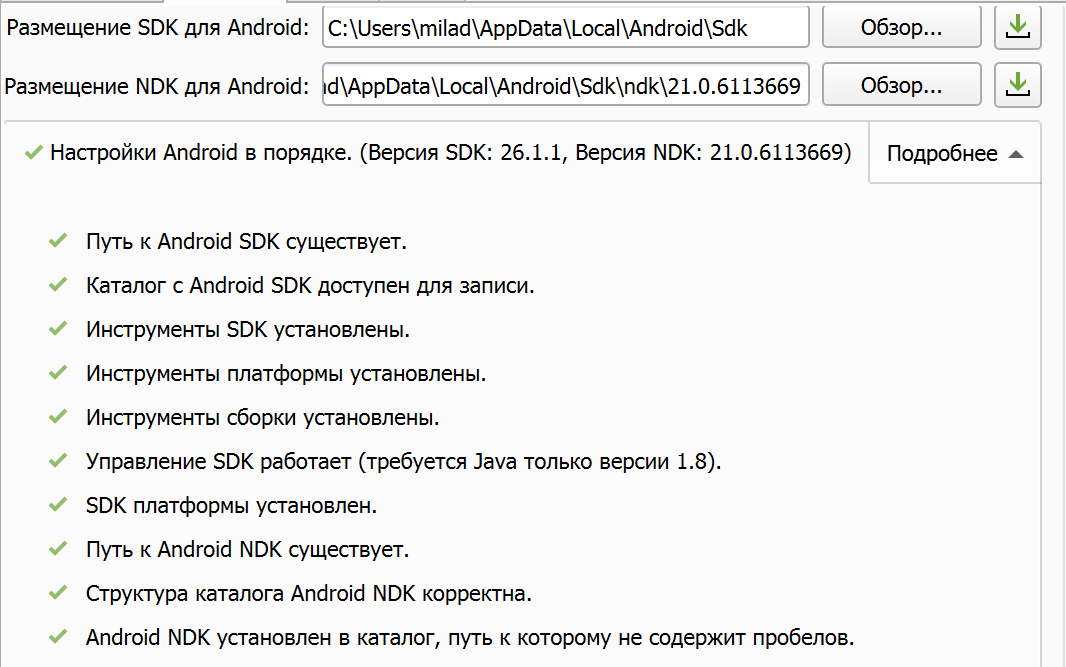 Размещение SDK для Android: C:\Users\milad\AppData\Local\Android\Sdk Обзор...
Размещение NDK для Android: ad\AppData\Local\Android\Sdk\ndk\21.0.6113669 Обзор...
Настройки Android в порядке. (Версия SDK: 26.1.1, Версия NDK: 21.0.6113669) Подробнее
Путь к Android SDK существует.
Каталог с Android SDK доступен для записи.
Инструменты SDK установлены.
Инструменты платформы установлены.
Инструменты сборки установлены.
Управление SDK работает (требуется Java только версии 1.8).
SDK платформы установлен.
Путь к Android NDK существует.
Структура каталога Android NDK корректна.
Android NDK установлен в каталог, путь к которому не содержит пробелов.